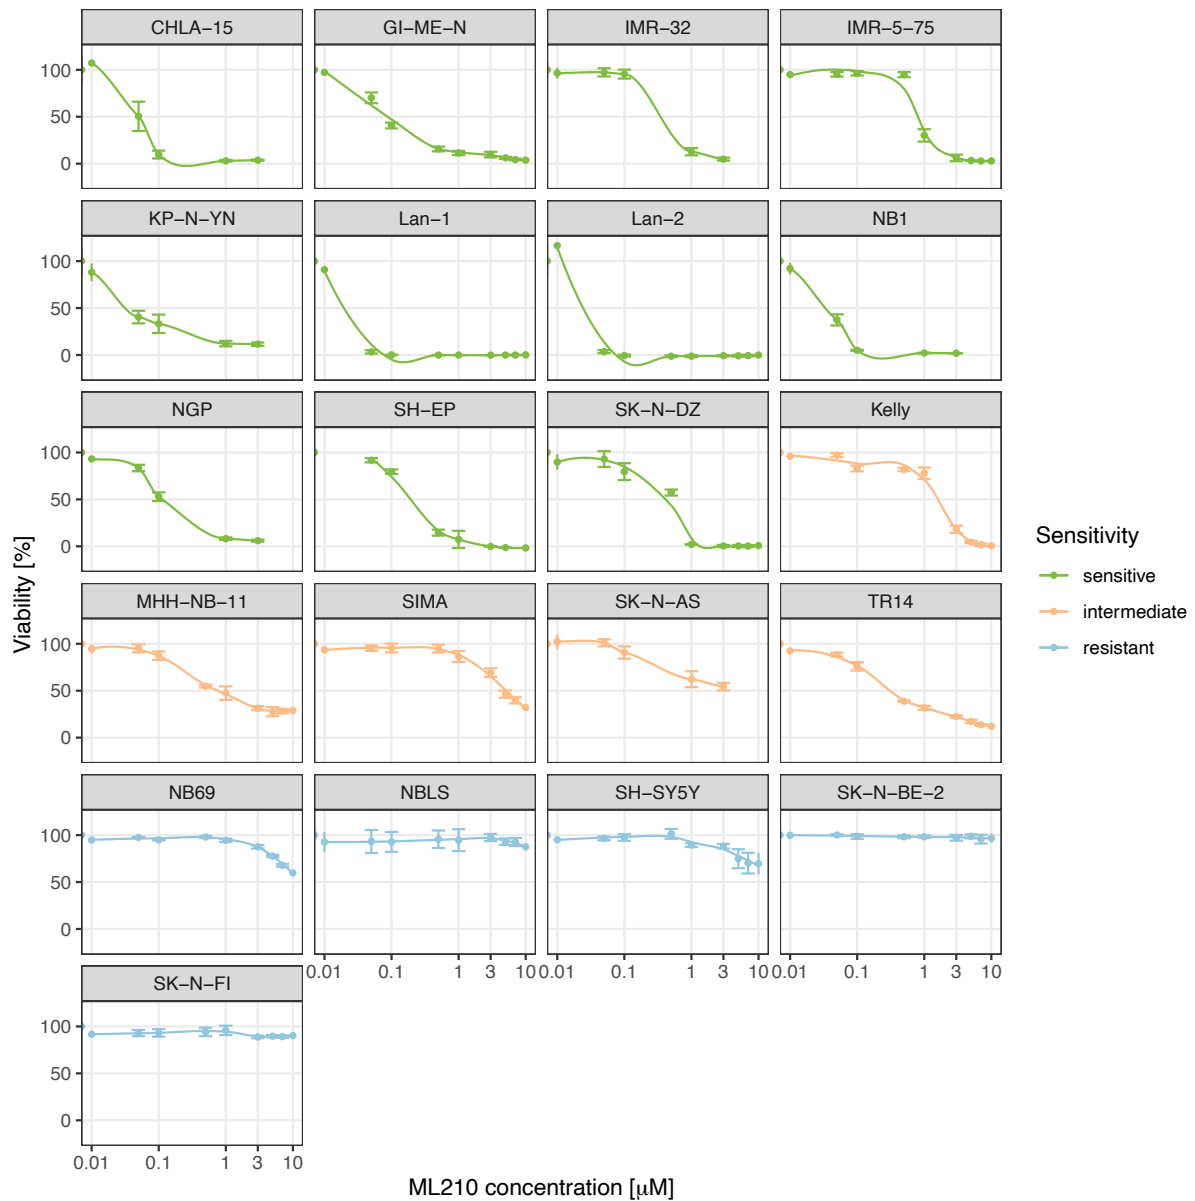 CHLA−15 GI−ME−N IMR−32 IMR−5−75
100
50
0
KP−N−YN Lan−1 Lan−2 NB1
100
50
0
NGP SH−EP SK−N−DZ Kelly
100
50
0
MHH−NB−11 SIMA SK−N−AS TR14
100
50
0
NB69 NBLS SH−SY5Y SK−N−BE−2
100
50
0
0.01 0.1 1 3 10 0.01 0.1 1 3 10 0.01 0.1 1 3 10
SK−N−FI
100
50
0
0.01 0.1 1 3 10
Viability [%]
ML210 concentration [μM]
Sensitivity
sensitive
intermediate
resistant